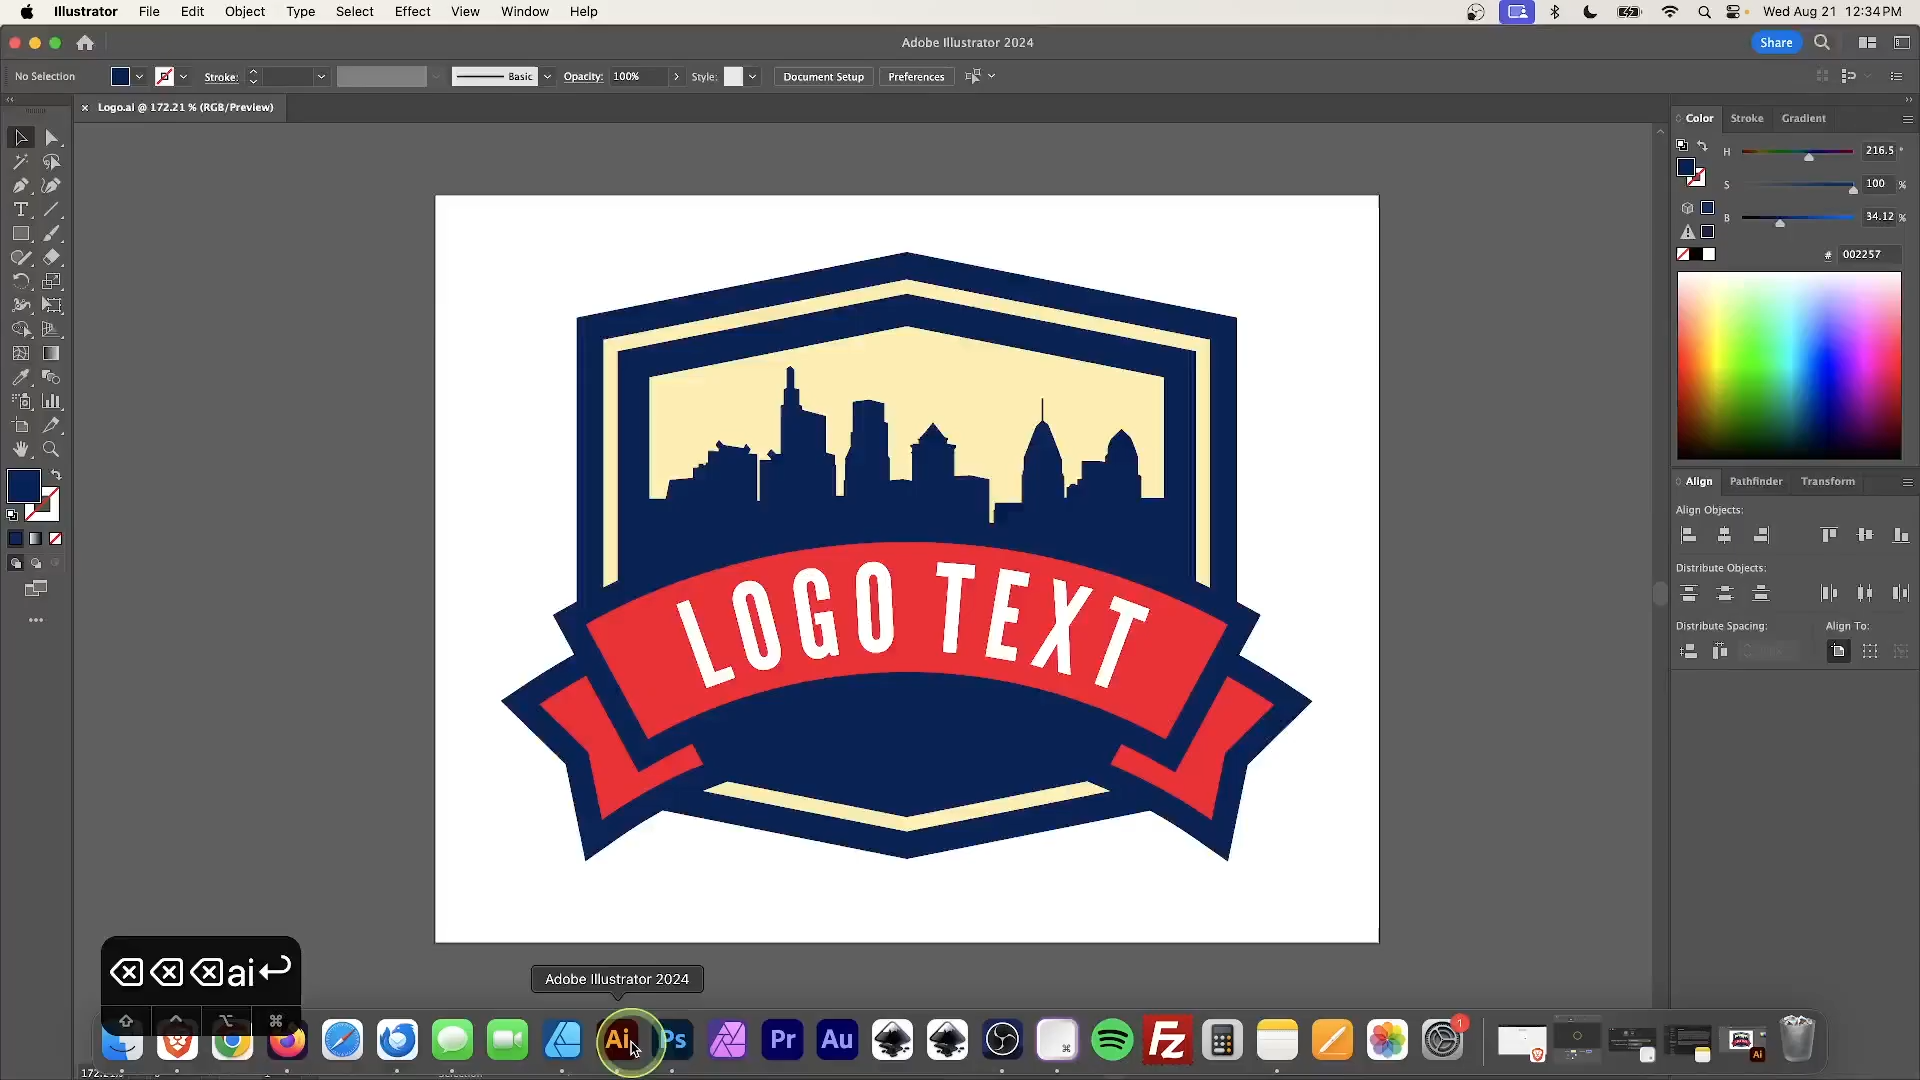 Illustrator File Edit Object Type Select Effect View Window Help Wed Aug 21 12:34 PM
Adobe Illustrator 2024 Share
No Selection Stroke: Basic Opacity: 100% Style: Document Setup Preferences
× Logo.ai @ 172.21 % (RGB/Preview)
Color Stroke Gradient
H 216.5 °
S 100 %
B 34.12 %
# 002257
Align Pathfinder Transform
Align Objects:
Distribute Objects:
Distribute Spacing: Align To:
LOGO TEXT
⌫⌫⌫ai↩
⇧ ⌃ ⌥ ⌘
Adobe Illustrator 2024
Ai Ps Pr Au Fz 1